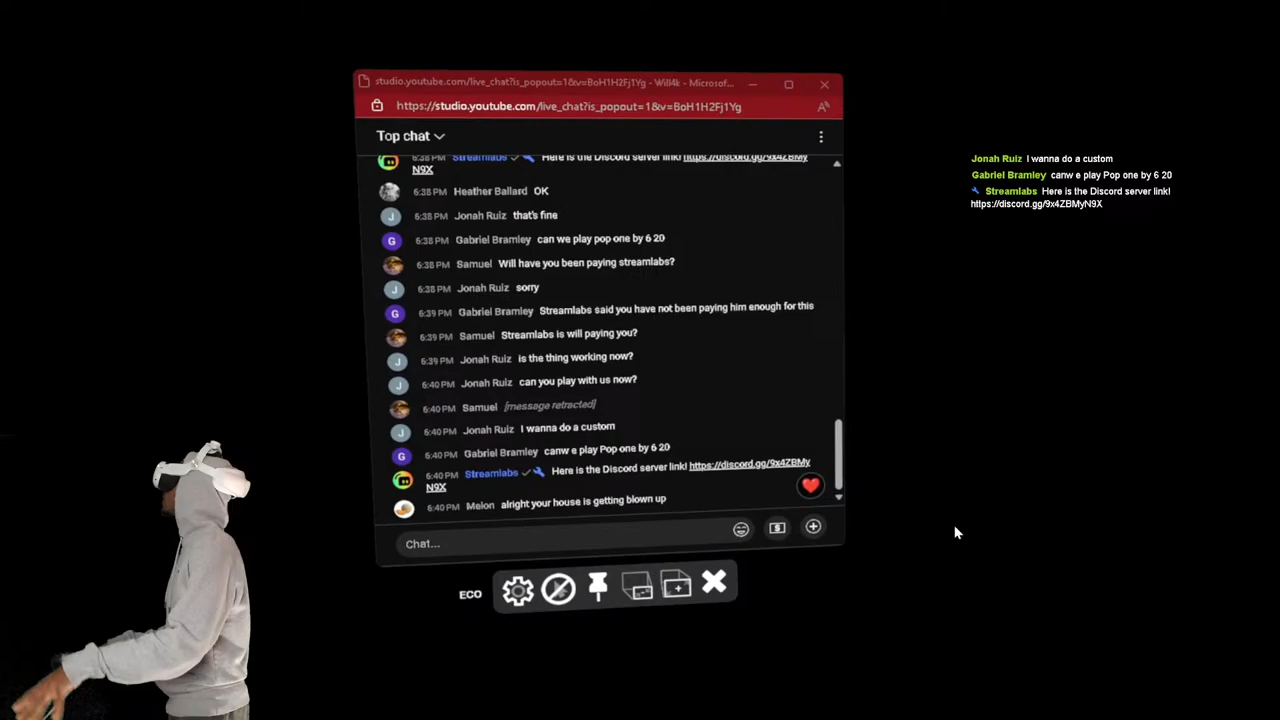 studio.youtube.com/live_chat?is_popout=1&v=BoH1H2Fj1Yg - Will4k - Microsof...
https://studio.youtube.com/live_chat?is_popout=1&v=BoH1H2Fj1Yg
Top chat
6:38 PM Streamlabs Here is the Discord server link! https://discord.gg/9x4ZBMy
N9X
6:38 PM Heather Ballard OK
6:38 PM Jonah Ruiz that's fine
6:38 PM Gabriel Bramley can we play pop one by 6 20
6:38 PM Samuel Will have you been paying streamlabs?
6:38 PM Jonah Ruiz sorry
6:39 PM Gabriel Bramley Streamlabs said you have not been paying him enough for this
6:39 PM Samuel Streamlabs is will paying you?
6:39 PM Jonah Ruiz is the thing working now?
6:40 PM Jonah Ruiz can you play with us now?
6:40 PM Samuel [message retracted]
6:40 PM Jonah Ruiz I wanna do a custom
6:40 PM Gabriel Bramley canw e play Pop one by 6 20
6:40 PM Streamlabs Here is the Discord server link! https://discord.gg/9x4ZBMy
N9X
6:40 PM Melon alright your house is getting blown up
Chat...
ECO
Jonah Ruiz I wanna do a custom
Gabriel Bramley canw e play Pop one by 6 20
Streamlabs Here is the Discord server link!
https://discord.gg/9x4ZBMyN9X